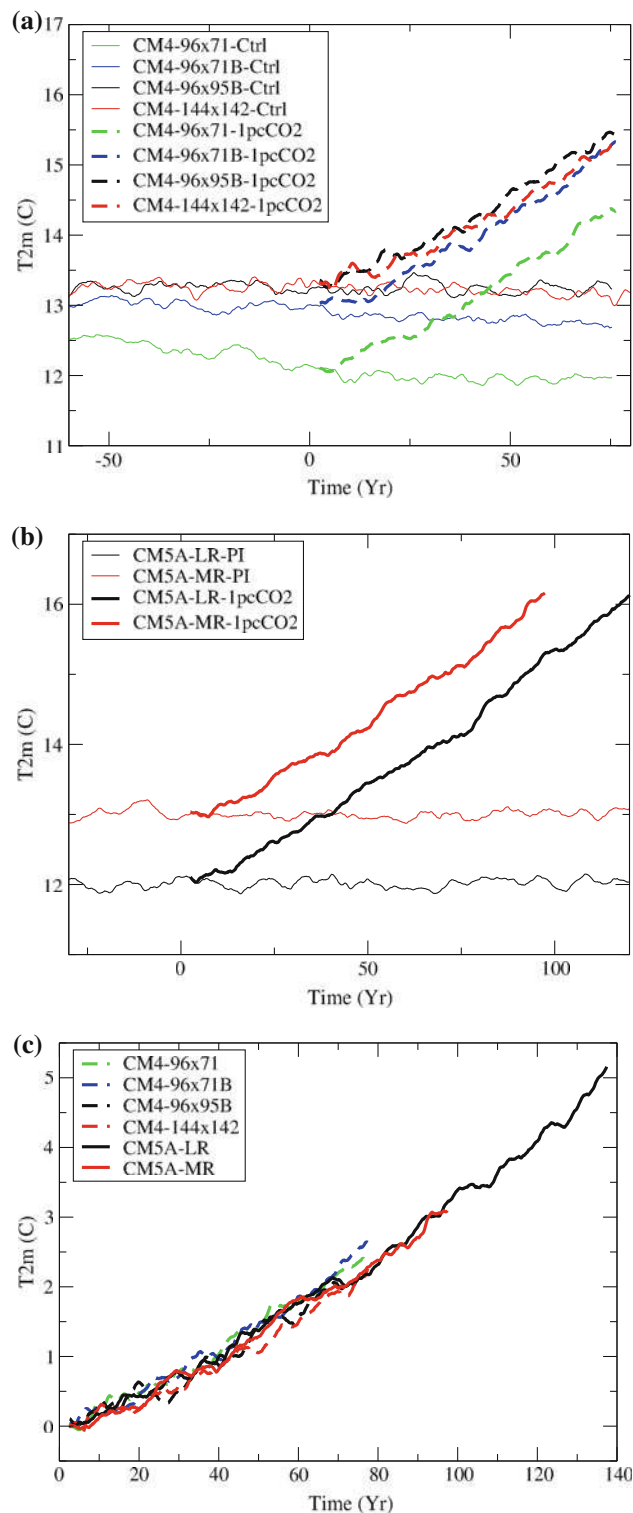 (a)
17
16
15
14
13
12
11
T2m (C)
CM4-96x71-Ctrl
CM4-96x71B-Ctrl
CM4-96x95B-Ctrl
CM4-144x142-Ctrl
CM4-96x71-1pcCO2
CM4-96x71B-1pcCO2
CM4-96x95B-1pcCO2
CM4-144x142-1pcCO2
-50 0 50
Time (Yr)
(b)
16
14
12
T2m (C)
CM5A-LR-PI
CM5A-MR-PI
CM5A-LR-1pcCO2
CM5A-MR-1pcCO2
0 50 100
Time (Yr)
(c)
5
4
3
2
1
0
T2m (C)
CM4-96x71
CM4-96x71B
CM4-96x95B
CM4-144x142
CM5A-LR
CM5A-MR
0 20 40 60 80 100 120 140
Time (Yr)